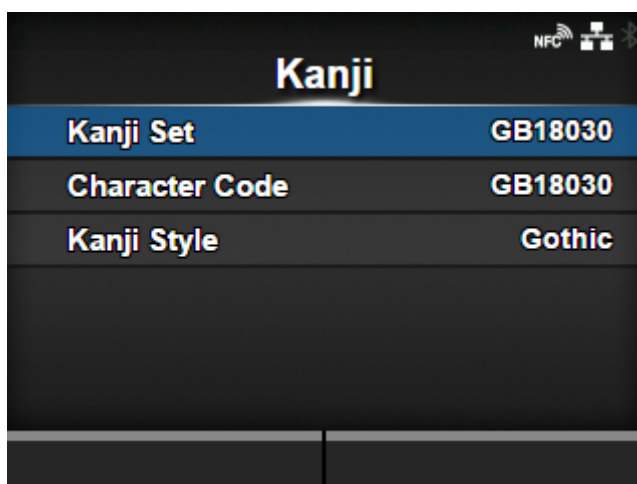 NFC
Kanji
Kanji Set GB18030
Character Code GB18030
Kanji Style Gothic